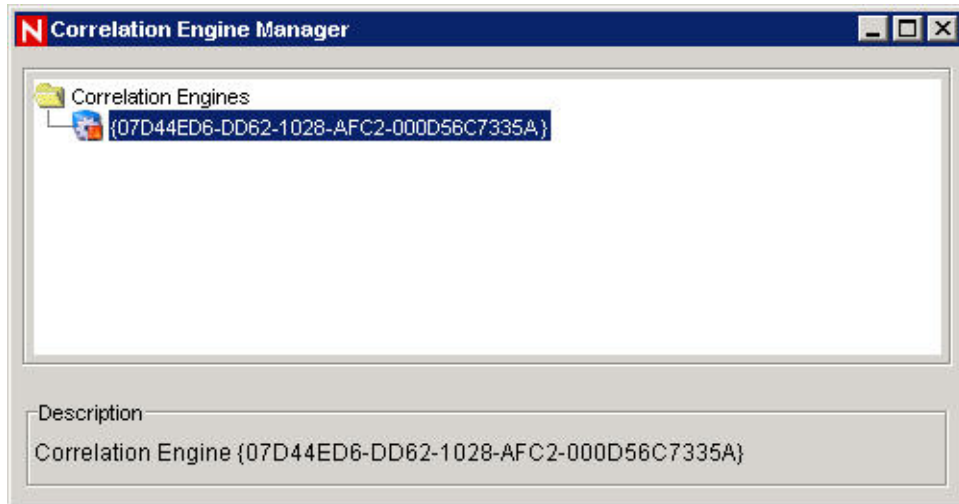 Correlation Engine Manager
Correlation Engines
{07D44ED6-DD62-1028-AFC2-000D56C7335A}
Description
Correlation Engine {07D44ED6-DD62-1028-AFC2-000D56C7335A}